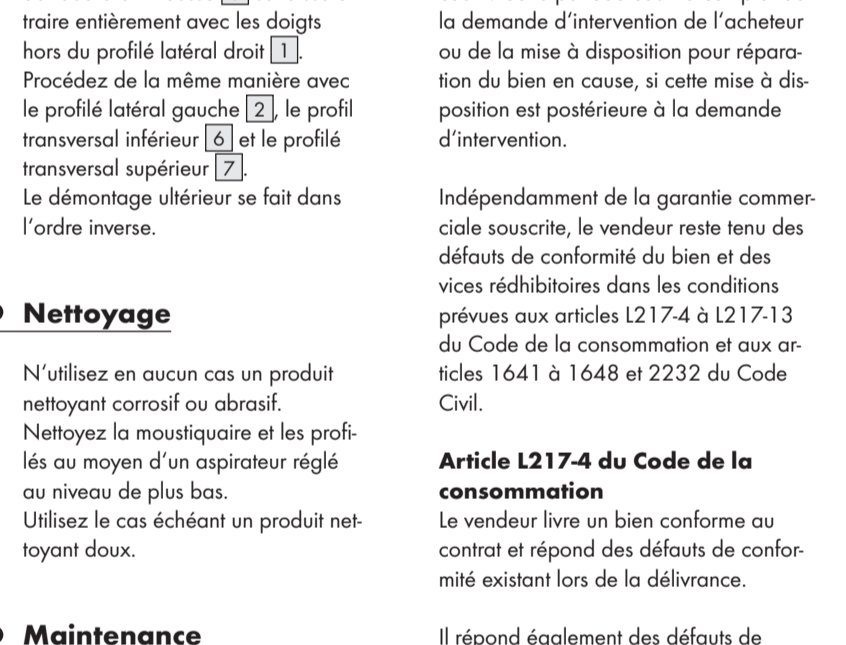 traire entièrement avec les doigts
hors du profilé latéral droit 1.
Procédez de la même manière avec
le profilé latéral gauche 2, le profil
transversal inférieur 6 et le profilé
transversal supérieur 7.
Le démontage ultérieur se fait dans
l’ordre inverse.
Nettoyage
N’utilisez en aucun cas un produit
nettoyant corrosif ou abrasif.
Nettoyez la moustiquaire et les profi-
lés au moyen d’un aspirateur réglé
au niveau de plus bas.
Utilisez le cas échéant un produit net-
toyant doux.
Maintenance
la demande d’intervention de l’acheteur
ou de la mise à disposition pour répara-
tion du bien en cause, si cette mise à dis-
position est postérieure à la demande
d’intervention.
Indépendamment de la garantie commer-
ciale souscrite, le vendeur reste tenu des
défauts de conformité du bien et des
vices rédhibitoires dans les conditions
prévues aux articles L217-4 à L217-13
du Code de la consommation et aux ar-
ticles 1641 à 1648 et 2232 du Code
Civil.
Article L217-4 du Code de la
consommation
Le vendeur livre un bien conforme au
contrat et répond des défauts de confor-
mité existant lors de la délivrance.
Il répond également des défauts de